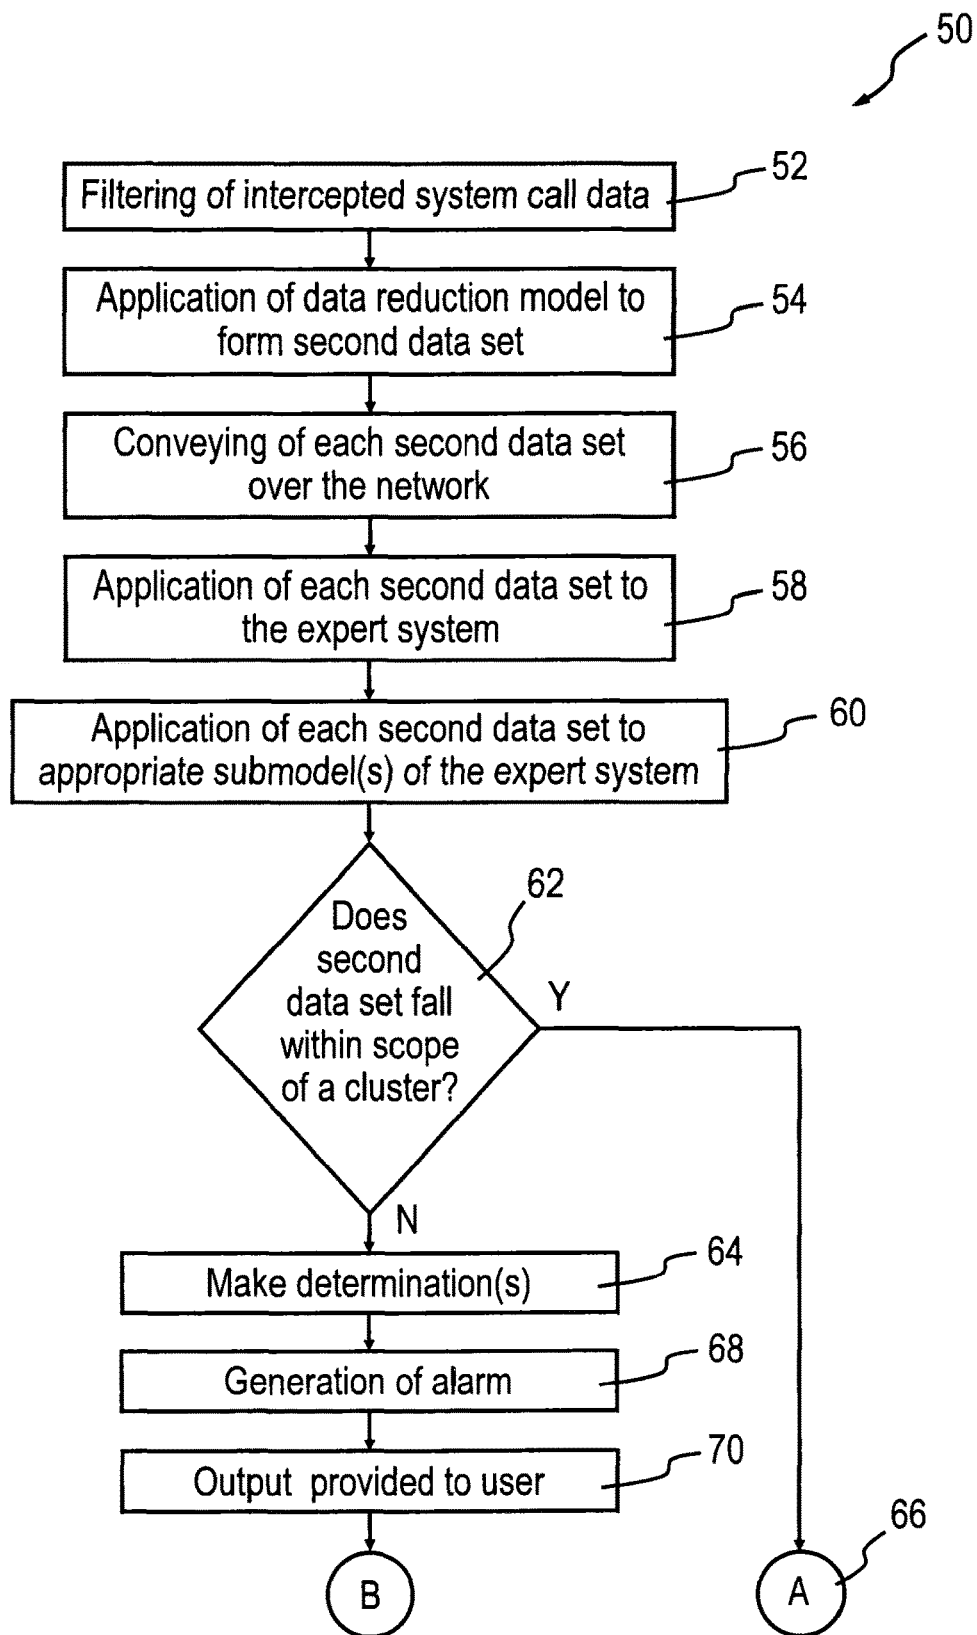 50
Filtering of intercepted system call data
52
Application of data reduction model to
form second data set
54
Conveying of each second data set
over the network
56
Application of each second data set to
the expert system
58
Application of each second data set to
appropriate submodel(s) of the expert system
60
Does
second
data set fall
within scope
of a cluster?
62
Y
N
Make determination(s)
64
Generation of alarm
68
Output provided to user
70
B
A
66